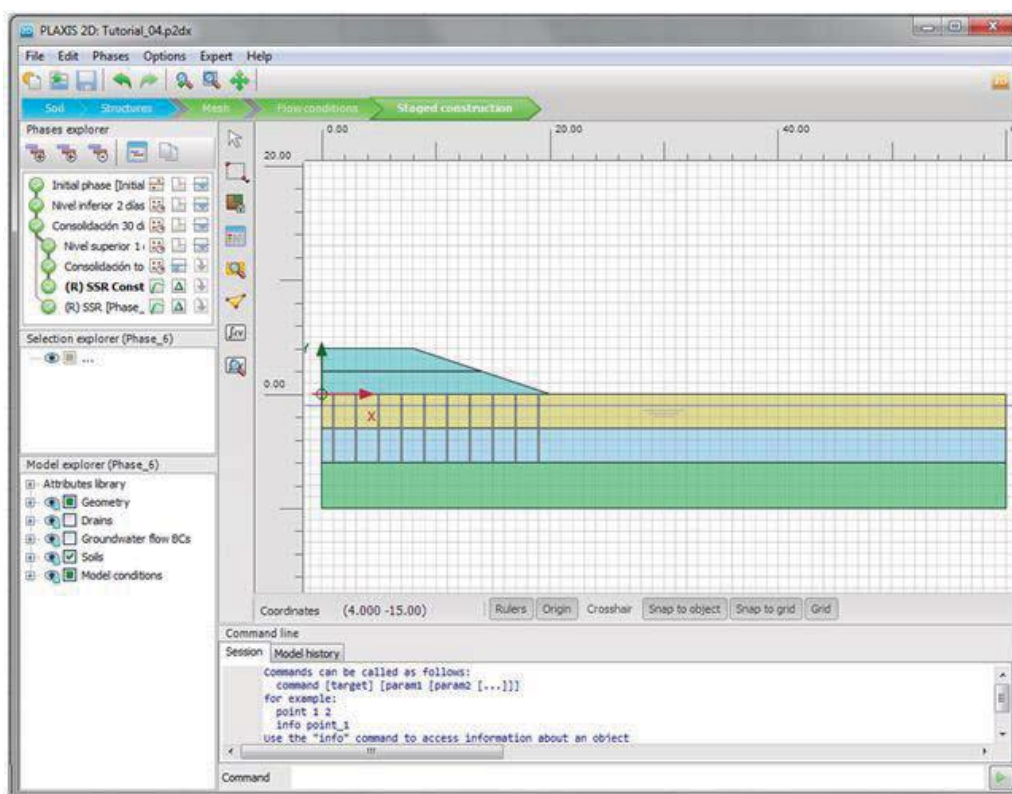 PLAXIS 2D: Tutorial_04.p2dx
File Edit Phases Options Expert Help
Soil Structures Mesh Flow conditions Staged construction
Phases explorer
Initial phase [Initial
Nivel inferior 2 días
Consolidación 30 di
Nivel superior 1
Consolidación to
(R) SSR Const
(R) SSR [Phase_
Selection explorer (Phase_6)
...
Model explorer (Phase_6)
Attributes library
Geometry
Drains
Groundwater flow BCs
Soils
Model conditions
0.00 20.00 40.00
20.00
0.00
Y
X
Coordinates (4.000 -15.00) Rulers Origin Crosshair Snap to object Snap to grid Grid
Command line
Session Model history
Commands can be called as follows:
command [target] [param1 [param2 [...]]]
for example:
point 1 2
info point_1
Use the "info" command to access information about an object
Command